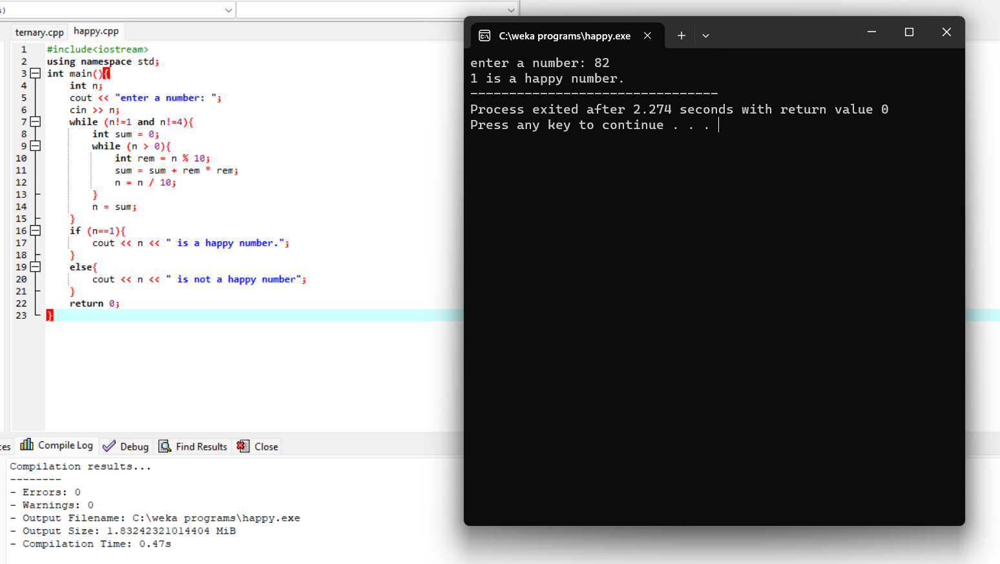 s)
ternary.cpp happy.cpp
1 #include<iostream>
2 using namespace std;
3 int main(){
4 int n;
5 cout << "enter a number: ";
6 cin >> n;
7 while (n!=1 and n!=4){
8 int sum = 0;
9 while (n > 0){
10 int rem = n % 10;
11 sum = sum + rem * rem;
12 n = n / 10;
13 }
14 n = sum;
15 }
16 if (n==1){
17 cout << n << " is a happy number.";
18 }
19 else{
20 cout << n << " is not a happy number";
21 }
22 return 0;
23 }
C:\weka programs\happy.exe
enter a number: 82
1 is a happy number.
--------------------------------
Process exited after 2.274 seconds with return value 0
Press any key to continue . . .
ces Compile Log Debug Find Results Close
Compilation results...
--------
- Errors: 0
- Warnings: 0
- Output Filename: C:\weka programs\happy.exe
- Output Size: 1.83242321014404 MiB
- Compilation Time: 0.47s